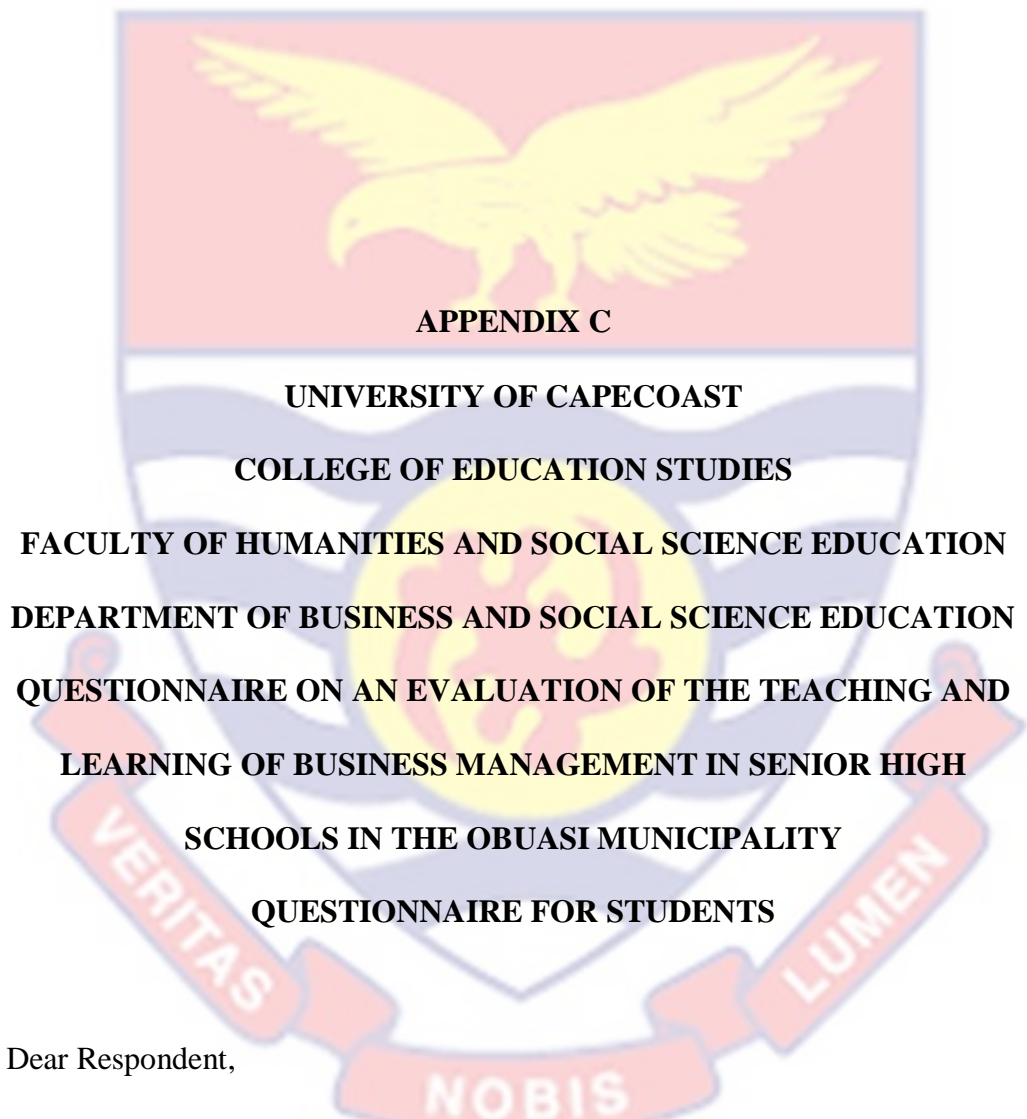 APPENDIX C
UNIVERSITY OF CAPECOAST
COLLEGE OF EDUCATION STUDIES
FACULTY OF HUMANITIES AND SOCIAL SCIENCE EDUCATION
DEPARTMENT OF BUSINESS AND SOCIAL SCIENCE EDUCATION
QUESTIONNAIRE ON AN EVALUATION OF THE TEACHING AND
LEARNING OF BUSINESS MANAGEMENT IN SENIOR HIGH
SCHOOLS IN THE OBUASI MUNICIPALITY
QUESTIONNAIRE FOR STUDENTS
VERITAS
LUMEN
Dear Respondent,
NOBIS